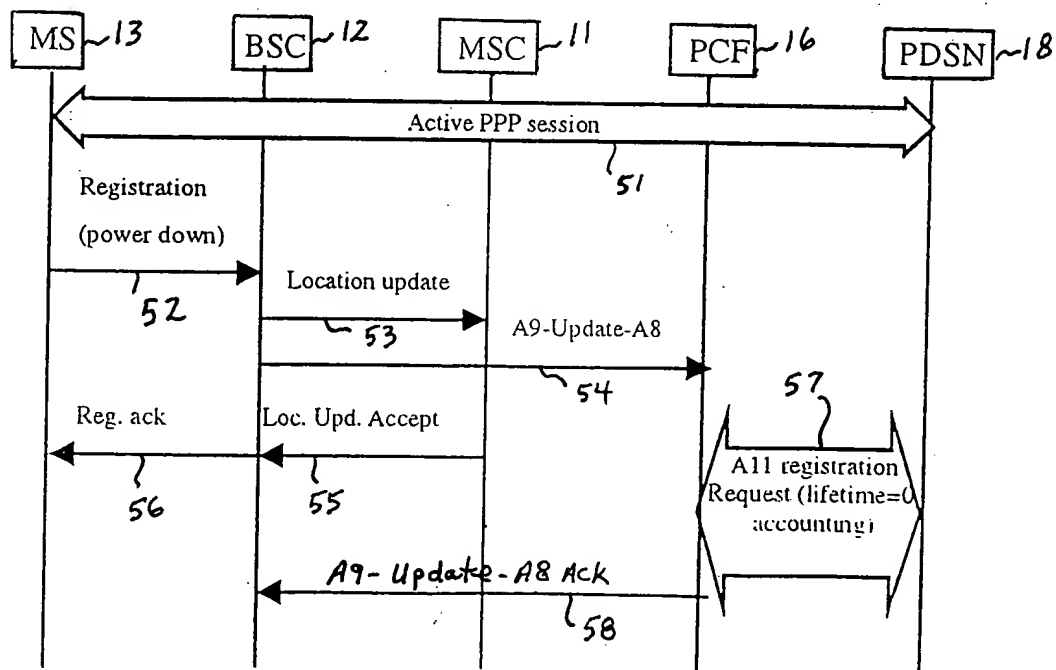 MS 13 BSC 12 MSC 11 PCF 16 PDSN 18
Active PPP session
51
Registration
(power down)
52
Location update
53
A9-Update-A8
54
57
Reg. ack
Loc. Upd. Accept
56
55
A11 registration
Request (lifetime=0
accounting)
A9-Update-A8 Ack
58